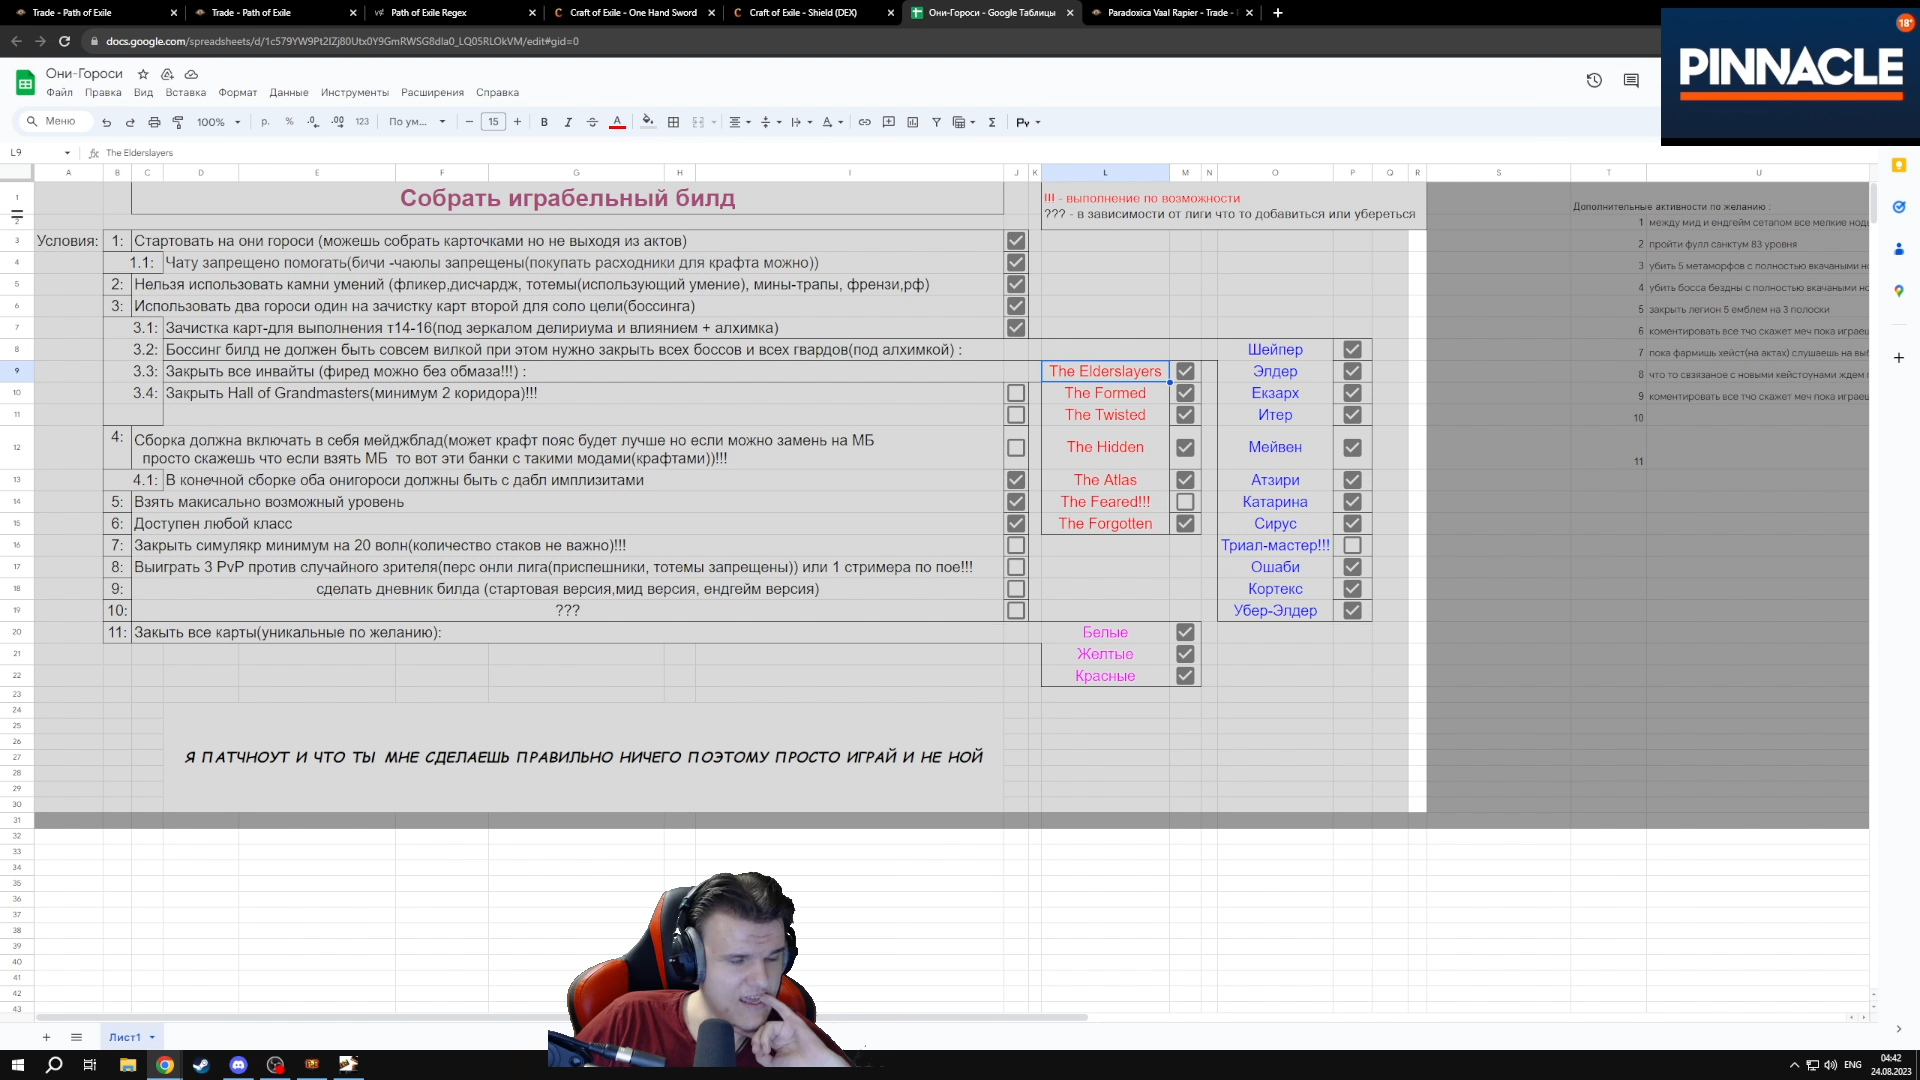 Trade - Path of Exile
Trade - Path of Exile
Path of Exile Regex
Craft of Exile - One Hand Sword
Craft of Exile - Shield (DEX)
Они-Гороси - Google Таблицы
Paradoxica Vaal Rapier - Trade -
docs.google.com/spreadsheets/d/1c579YW9Pt2IZj80Utx0Y9GmRWSG8dla0_LQ05RLOkVM/edit#gid=0
18+
PINNACLE
Они-Гороси
Файл Правка Вид Вставка Формат Данные Инструменты Расширения Справка
Меню 100% р. % .0 .00 123 По ум... 15
L9 fx The Elderslayers
A B C D E F G H I J K L M N O P Q R S T U
Собрать играбельный билд
!!! - выполнение по возможности
??? - в зависимости от лиги что то добавиться или убереться
Условия:
1: Стартовать на они гороси (можешь собрать карточками но не выходя из актов)
1.1: Чату запрещено помогать(бичи -чаюлы запрещены(покупать расходники для крафта можно))
2: Нельзя использовать камни умений (фликер,дисчардж, тотемы(использующий умение), мины-трапы, френзи,рф)
3: Использовать два гороси один на зачистку карт второй для соло цели(боссинга)
3.1: Зачистка карт-для выполнения т14-16(под зеркалом делириума и влиянием + алхимка)
3.2: Боссинг билд не должен быть совсем вилкой при этом нужно закрыть всех боссов и всех гвардов(под алхимкой) :
3.3: Закрыть все инвайты (фиред можно без обмаза!!!) :
3.4: Закрыть Hall of Grandmasters(минимум 2 коридора)!!!
4: Сборка должна включать в себя мейджблад(может крафт пояс будет лучше но если можно замень на МБ
просто скажешь что если взять МБ то вот эти банки с такими модами(крафтами))!!!
4.1: В конечной сборке оба онигороси должны быть с дабл имплизитами
5: Взять макисально возможный уровень
6: Доступен любой класс
7: Закрыть симулякр минимум на 20 волн(количество стаков не важно)!!!
8: Выиграть 3 PvP против случайного зрителя(перс онли лига(приспешники, тотемы запрещены)) или 1 стримера по пое!!!
9: сделать дневник билда (стартовая версия,мид версия, ендгейм версия)
10: ???
11: Закыть все карты(уникальные по желанию):
The Elderslayers
The Formed
The Twisted
The Hidden
The Atlas
The Feared!!!
The Forgotten
Белые
Желтые
Красные
Шейпер
Элдер
Екзарх
Итер
Мейвен
Атзири
Катарина
Сирус
Триал-мастер!!!
Ошаби
Кортекс
Убер-Элдер
Дополнительные активности по желанию :
1 между мид и ендгейм сетапом все мелкие
2 пройти фулл санктум 83 уровня
3 убить 5 метаморфов с полностью вкачаными
4 убить босса бездны с полностью вкачаными
5 закрыть легион 5 емблем на 3 полоски
6 коментировать все тчо скажет меч пока
7 пока фармишь хейст(на актах) слушаешь на
8 что то свзязаное с новыми кейстоунами ждем
9 коментировать все тчо скажет меч пока
10
11
Я ПАТЧНОУТ И ЧТО ТЫ МНЕ СДЕЛАЕШЬ ПРАВИЛЬНО НИЧЕГО ПОЭТОМУ ПРОСТО ИГРАЙ И НЕ НОЙ
Лист1
ENG
04:42
24.08.2023